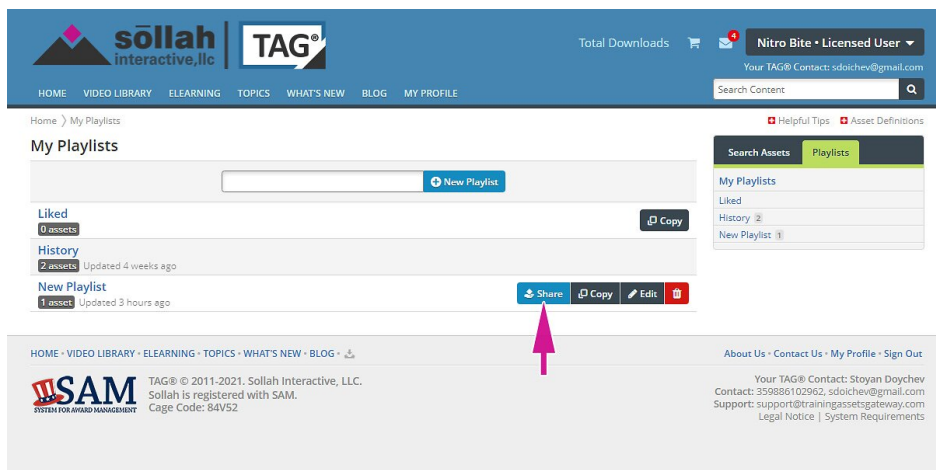 sōllah
interactive,llc
TAG®
Total Downloads
4
Nitro Bite • Licensed User
Your TAG® Contact: sdoichev@gmail.com
HOME VIDEO LIBRARY ELEARNING TOPICS WHAT'S NEW BLOG MY PROFILE
Search Content
Home 〉 My Playlists
Helpful Tips Asset Definitions
My Playlists
Search Assets Playlists
New Playlist
My Playlists
Liked
History 2
New Playlist 1
Liked
0 assets
Copy
History
2 assets Updated 4 weeks ago
New Playlist
1 asset Updated 3 hours ago
Share Copy Edit
HOME • VIDEO LIBRARY • ELEARNING • TOPICS • WHAT'S NEW • BLOG •
About Us • Contact Us • My Profile • Sign Out
SAM
SYSTEM FOR AWARD MANAGEMENT
TAG® © 2011-2021. Sollah Interactive, LLC.
Sollah is registered with SAM.
Cage Code: 84V52
Your TAG® Contact: Stoyan Doychev
Contact: 359886102962, sdoichev@gmail.com
Support: support@trainingassetsgateway.com
Legal Notice | System Requirements